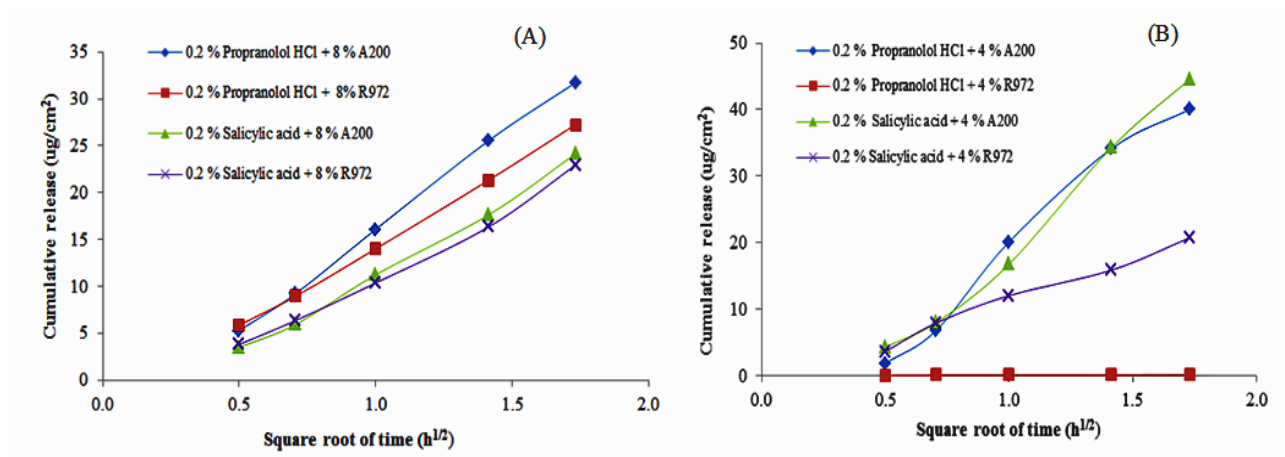 (A)
0.2 % Propranolol HCl + 8 % A200
0.2 % Propranolol HCl + 8% R972
0.2 % Salicylic acid + 8 % A200
0.2 % Salicylic acid + 8 % R972
Cumulative release (ug/cm²)
35
30
25
20
15
10
5
0
0.0 0.5 1.0 1.5 2.0
Square root of time (h^1/2)
(B)
0.2 % Propranolol HCl + 4 % A200
0.2 % Propranolol HCl + 4 % R972
0.2 % Salicylic acid + 4 % A200
0.2 % Salicylic acid + 4 % R972
Cumulative release (ug/cm²)
50
40
30
20
10
0
0.0 0.5 1.0 1.5 2.0
Square root of time (h^1/2)